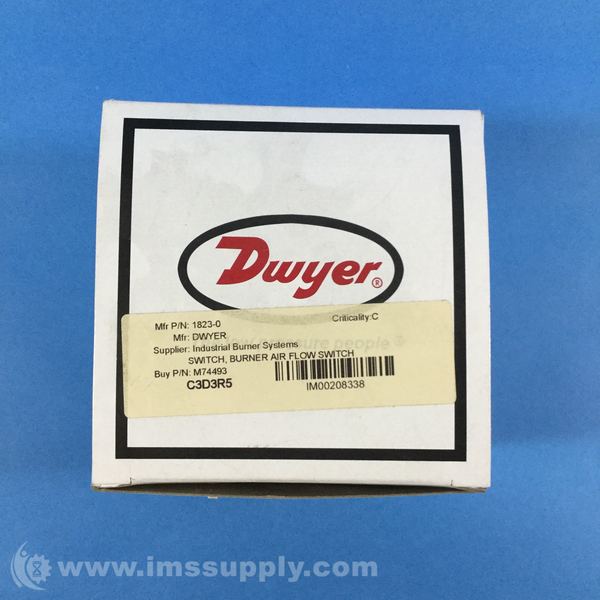 Dwyer®
Mfr P/N: 1823-0 Criticality:C
Mfr: DWYER
people
Supplier: Industrial Burner Systems
SWITCH, BURNER AIR FLOW SWITCH
Buy P/N: M74493
C3D3R5 IM00208338
www.imssupply.com